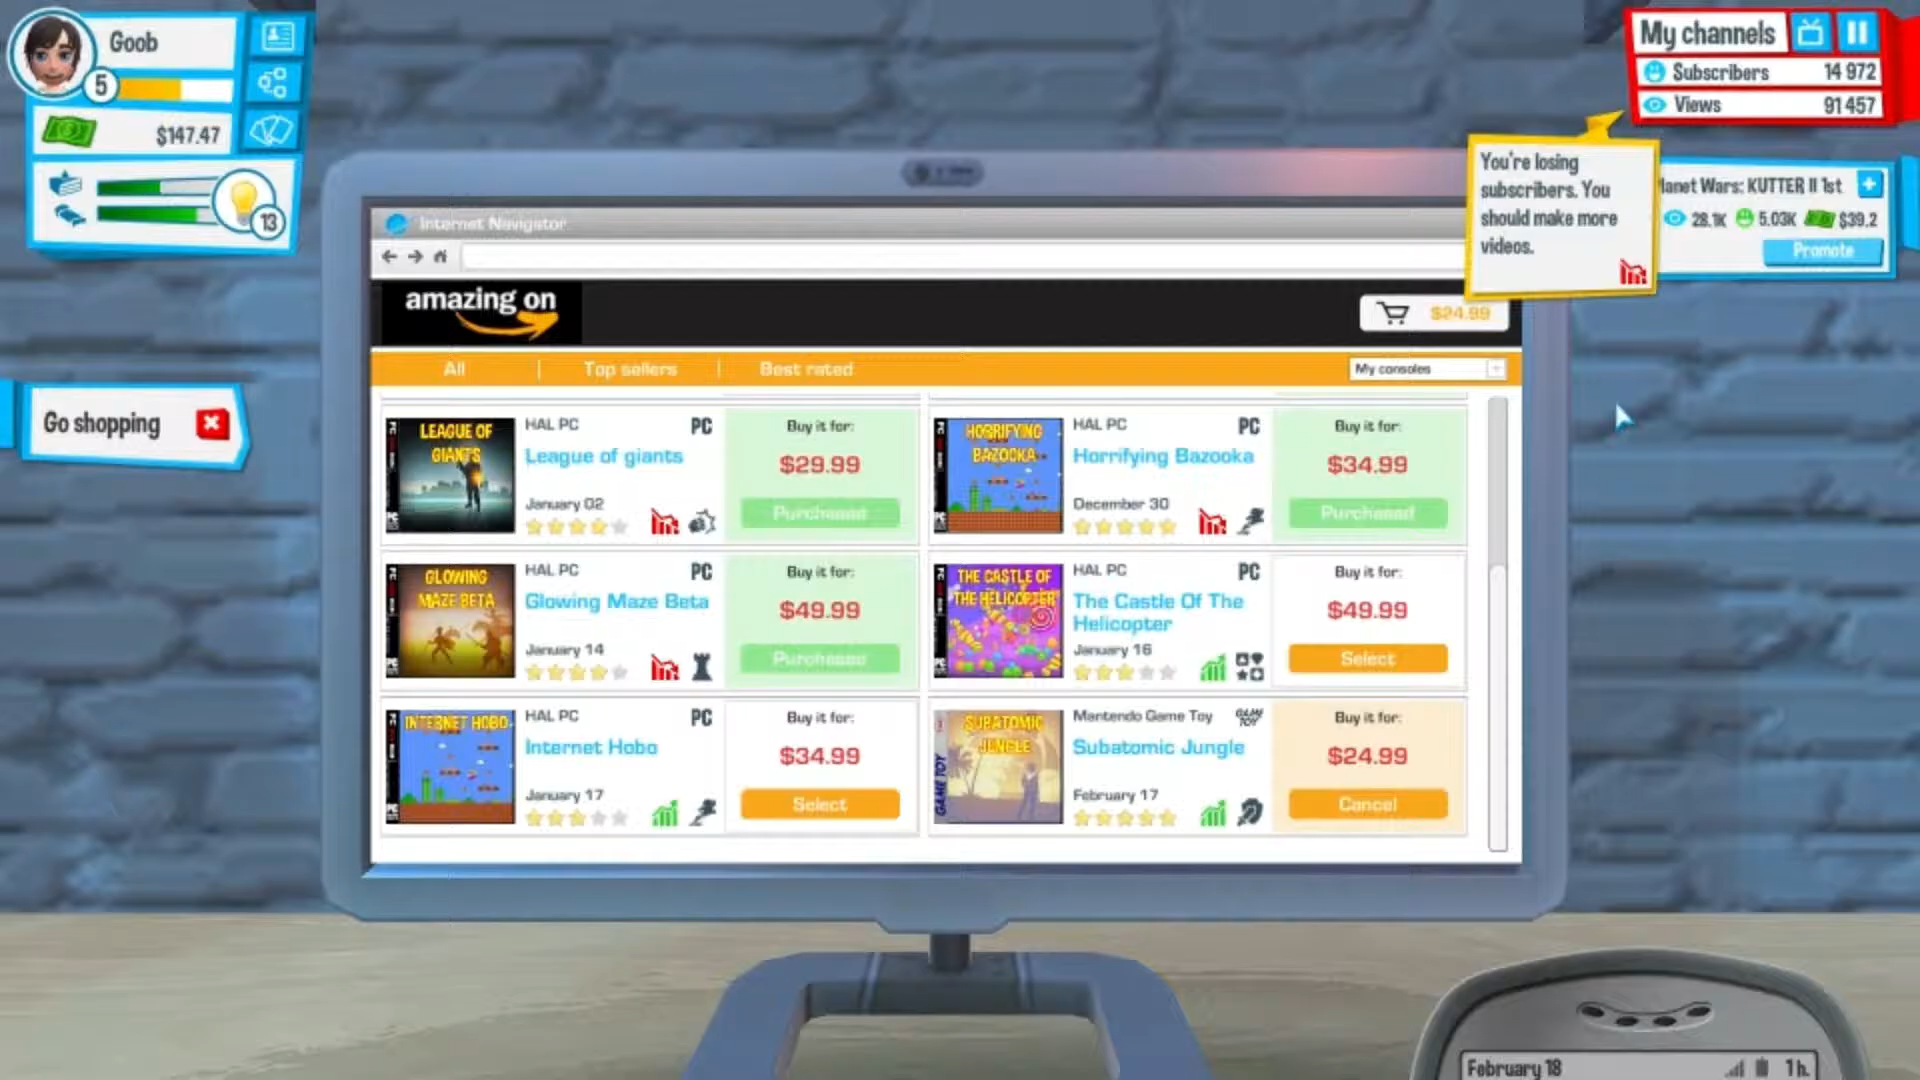 Goob
5
$147.47
13
Go shopping
My channels
Subscribers 14 972
Views 91 457
You're losing
subscribers. You
should make more
videos.
lanet Wars: KUTTER II 1st
28.1K 5.03K $39.2
Promote
Internet Navigator
amazing on
$24.99
All
Top sellers
Best rated
My consoles
LEAGUE OF
GIANTS
HAL PC
PC
League of giants
January 02
Buy it for:
$29.99
Purchased
HORRIFYING
BAZOOKA
HAL PC
PC
Horrifying Bazooka
December 30
Buy it for:
$34.99
Purchased
GLOWING
MAZE BETA
HAL PC
PC
Glowing Maze Beta
January 14
Buy it for:
$49.99
Purchased
THE CASTLE OF
THE HELICOPTER
HAL PC
PC
The Castle Of The
Helicopter
January 16
Buy it for:
$49.99
Select
INTERNET HOBO
HAL PC
PC
Internet Hobo
January 17
Buy it for:
$34.99
Select
SUBATOMIC
JUNGLE
GAME TOY
Mantendo Game Toy
GAME
TOY
Subatomic Jungle
February 17
Buy it for:
$24.99
Cancel
February 18
1h.